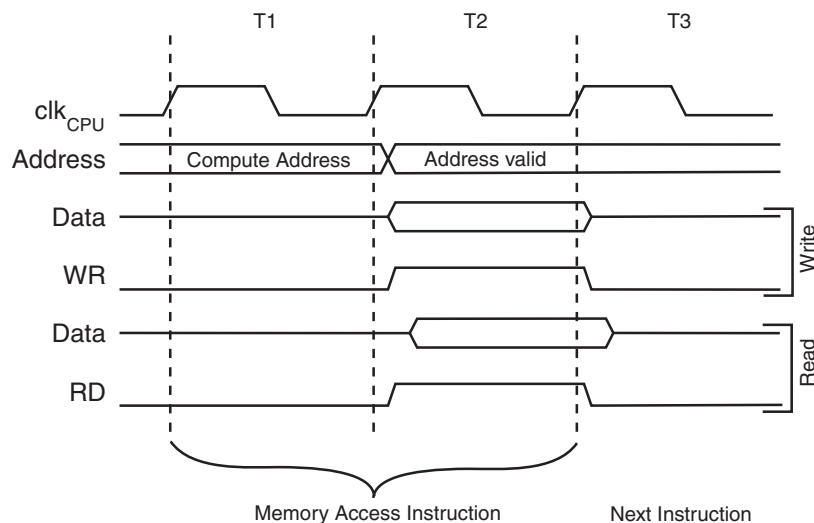 T1 T2 T3
clkCPU
Address Compute Address Address valid
Data
WR
Write
Data
RD
Read
Memory Access Instruction Next Instruction